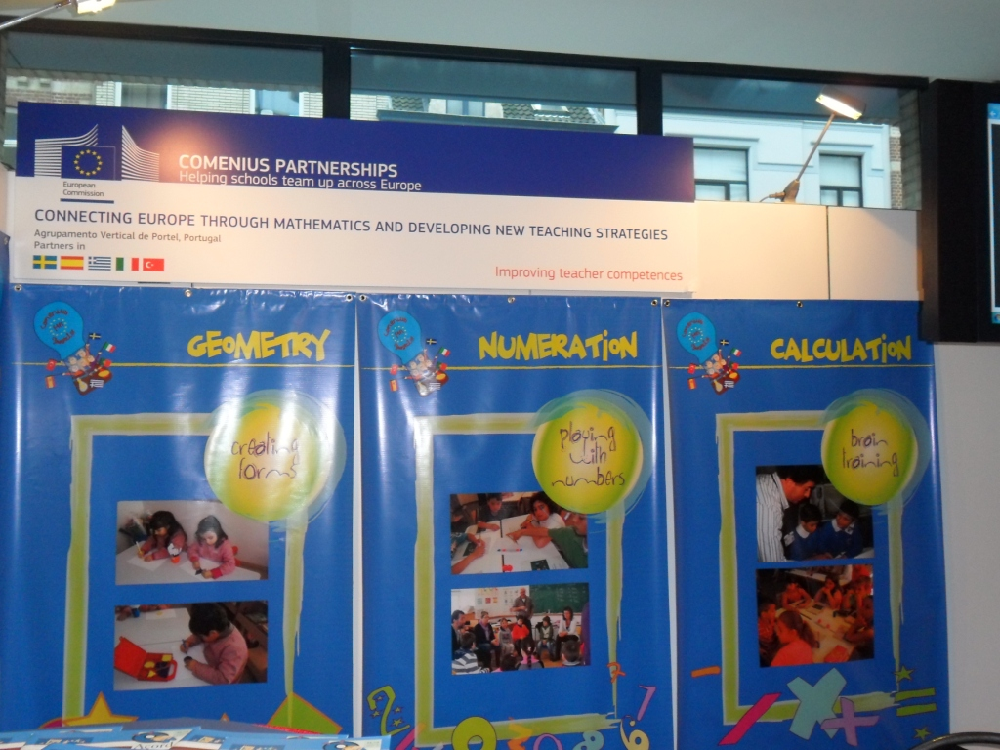 COMENIUS PARTNERSHIPS
Helping schools team up across Europe
European
Commission
CONNECTING EUROPE THROUGH MATHEMATICS AND DEVELOPING NEW TEACHING STRATEGIES
Agrupamento Vertical de Portel, Portugal
Partners in
Improving teacher competences
GEOMETRY
NUMERATION
CALCULATION
creating
forms
playing
with
numbers
brain
training